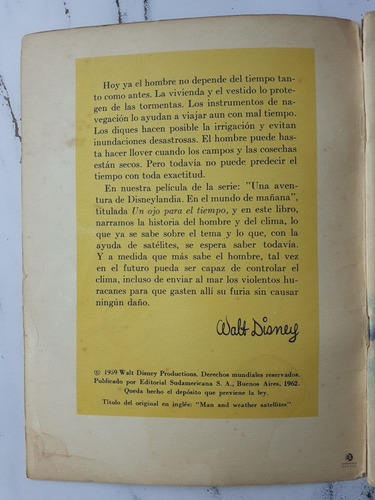 Hoy ya el hombre no depende del tiempo tan-
to como antes. La vivienda y el vestido lo prote-
gen de las tormentas. Los instrumentos de na-
vegación lo ayudan a viajar aun con mal tiempo.
Los diques hacen posible la irrigación y evitan
inundaciones desastrosas. El hombre puede has-
ta hacer llover cuando los campos y las cosechas
están secos. Pero todavía no puede predecir el
tiempo con toda exactitud.
En nuestra película de la serie: "Una aven-
tura de Disneylandia. En el mundo de mañana",
titulada Un ojo para el tiempo, y en este libro,
narramos la historia del hombre y del clima, lo
que ya se sabe sobre el tema y lo que, con la
ayuda de satélites, se espera saber todavía.
Y a medida que más sabe el hombre, tal vez
en el futuro pueda ser capaz de controlar el
clima, incluso de enviar al mar los violentos hu-
racanes para que gasten allí su furia sin causar
ningún daño.
Walt Disney
© 1959 Walt Disney Productions. Derechos mundiales reservados.
Publicado por Editorial Sudamericana S. A., Buenos Aires, 1962.
Queda hecho el depósito que previene la ley.
Título del original en inglés: "Man and weather satellites"